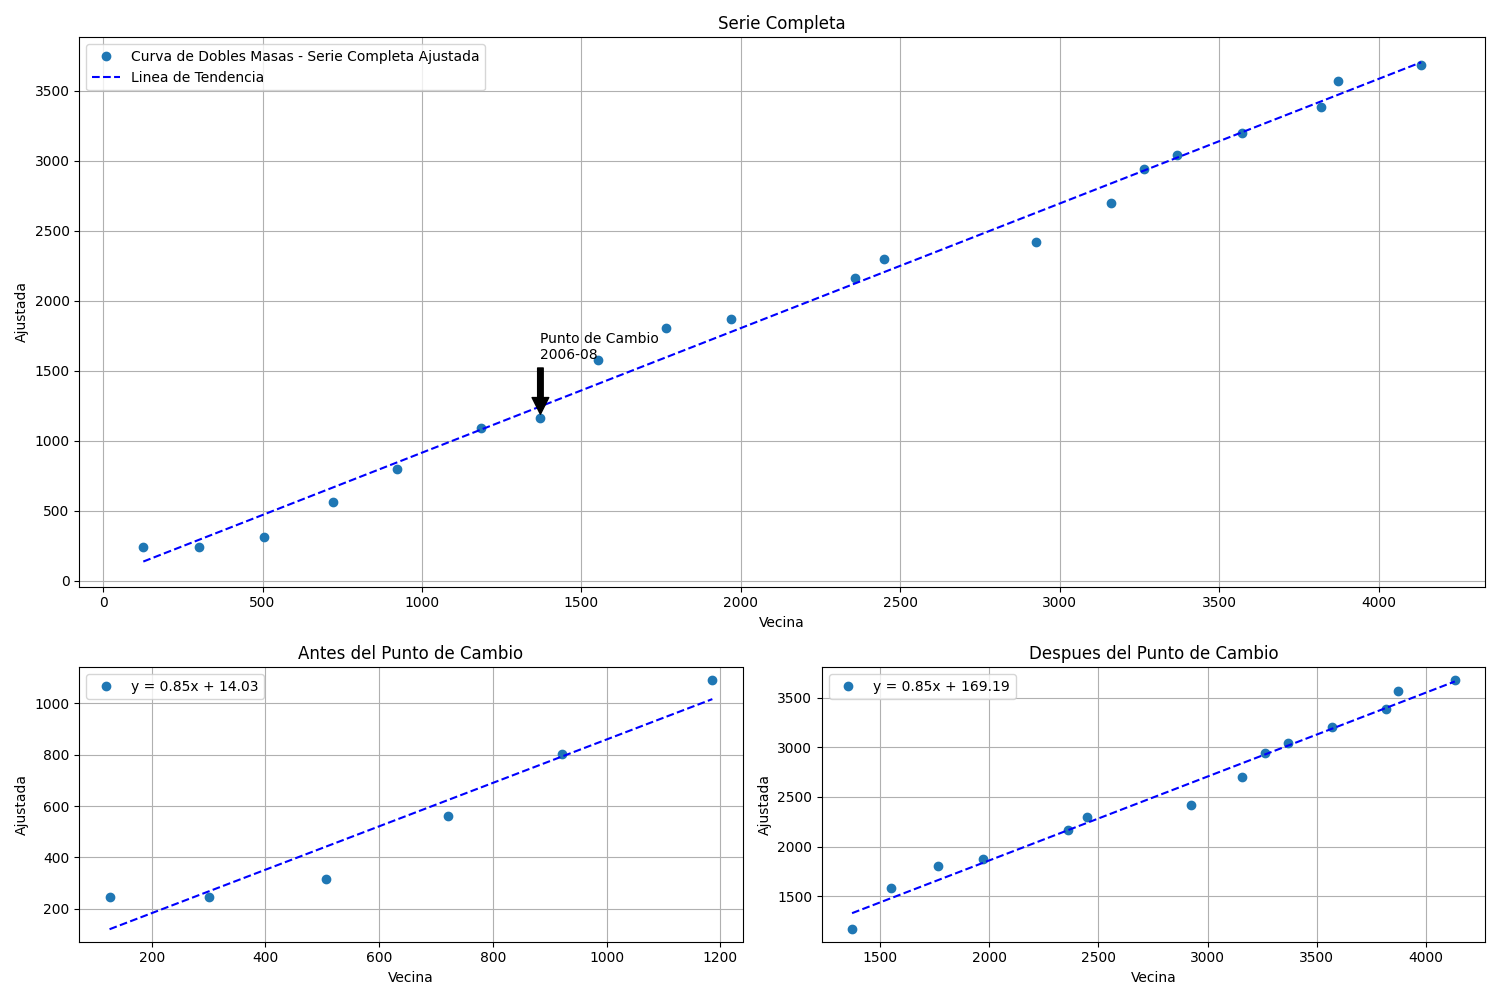 Serie Completa
Curva de Dobles Masas - Serie Completa Ajustada
Linea de Tendencia
3500
3000
2500
2000
1500
1000
500
0
Ajustada
Punto de Cambio
2006-08
0 500 1000 1500 2000 2500 3000 3500 4000
Vecina
Antes del Punto de Cambio
y = 0.85x + 14.03
1000
800
600
400
200
Ajustada
200 400 600 800 1000 1200
Vecina
Despues del Punto de Cambio
y = 0.85x + 169.19
3500
3000
2500
2000
1500
Ajustada
1500 2000 2500 3000 3500 4000
Vecina